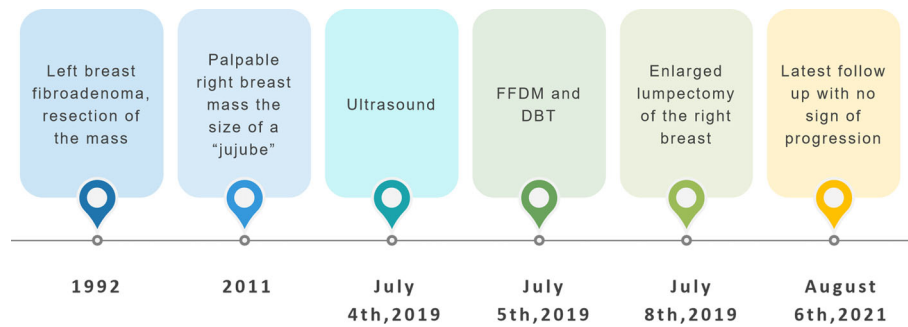 Left breast
fibroadenoma,
resection of
the mass
Palpable
right breast
mass the
size of a
“jujube”
Ultrasound
FFDM and
DBT
Enlarged
lumpectomy
of the right
breast
Latest follow
up with no
sign of
progression
1992
2011
July
4th,2019
July
5th,2019
July
8th,2019
August
6th,2021